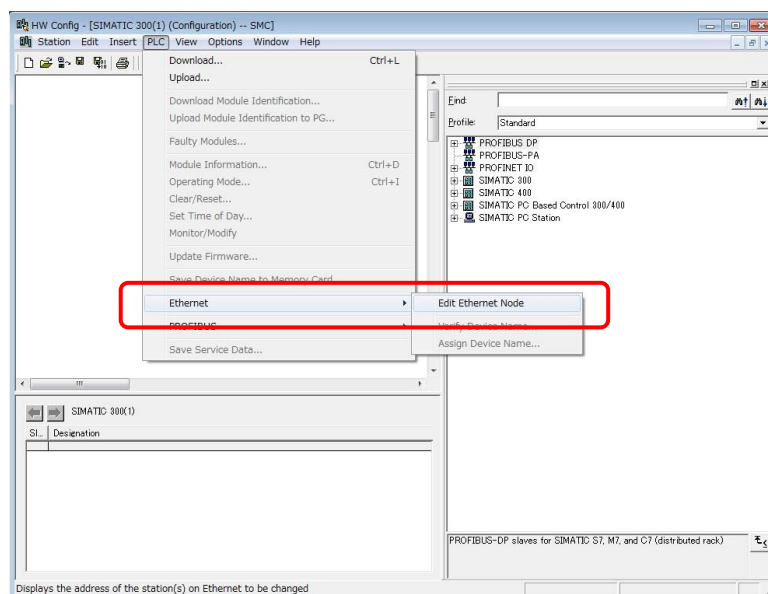 HW Config - [SIMATIC 300(1) (Configuration) -- SMC]
Station Edit Insert PLC View Options Window Help
Download... Ctrl+L
Upload...
Download Module Identification...
Upload Module Identification to PG...
Faulty Modules...
Module Information... Ctrl+D
Operating Mode... Ctrl+I
Clear/Reset...
Set Time of Day...
Monitor/Modify
Update Firmware...
Save Device Name to Memory Card
Ethernet
PROFIBUS
Save Service Data...
Edit Ethernet Node
Verify Device Name...
Assign Device Name...
Find:
Profile: Standard
PROFIBUS DP
PROFIBUS-PA
PROFINET IO
SIMATIC 300
SIMATIC 400
SIMATIC PC Based Control 300/400
SIMATIC PC Station
SIMATIC 300(1)
Sl... Designation
PROFIBUS-DP slaves for SIMATIC S7, M7, and C7 (distributed rack)
Displays the address of the station(s) on Ethernet to be changed